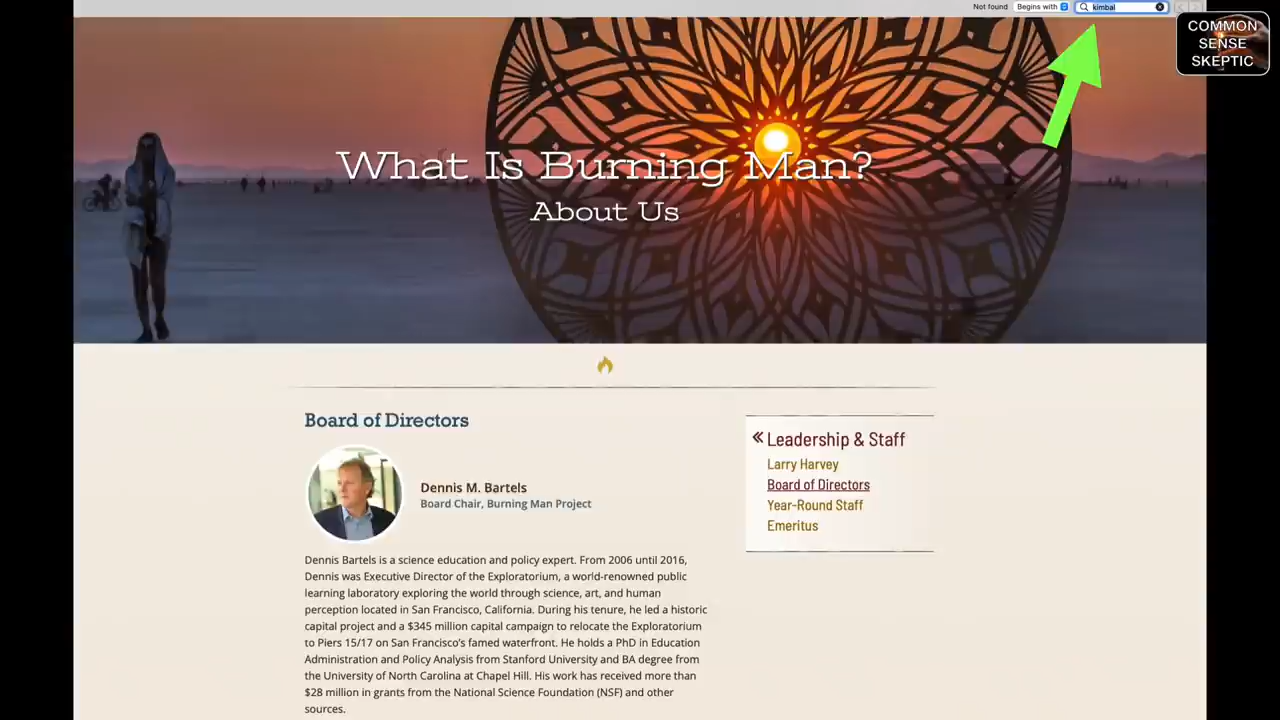 Not found Begins with kimbal
COMMON
SENSE
SKEPTIC
What Is Burning Man?
About Us
Board of Directors
Dennis M. Bartels
Board Chair, Burning Man Project
Dennis Bartels is a science education and policy expert. From 2006 until 2016,
Dennis was Executive Director of the Exploratorium, a world-renowned public
learning laboratory exploring the world through science, art, and human
perception located in San Francisco, California. During his tenure, he led a historic
capital project and a $345 million capital campaign to relocate the Exploratorium
to Piers 15/17 on San Francisco's famed waterfront. He holds a PhD in Education
Administration and Policy Analysis from Stanford University and BA degree from
the University of North Carolina at Chapel Hill. His work has received more than
$28 million in grants from the National Science Foundation (NSF) and other
sources.
« Leadership & Staff
Larry Harvey
Board of Directors
Year-Round Staff
Emeritus